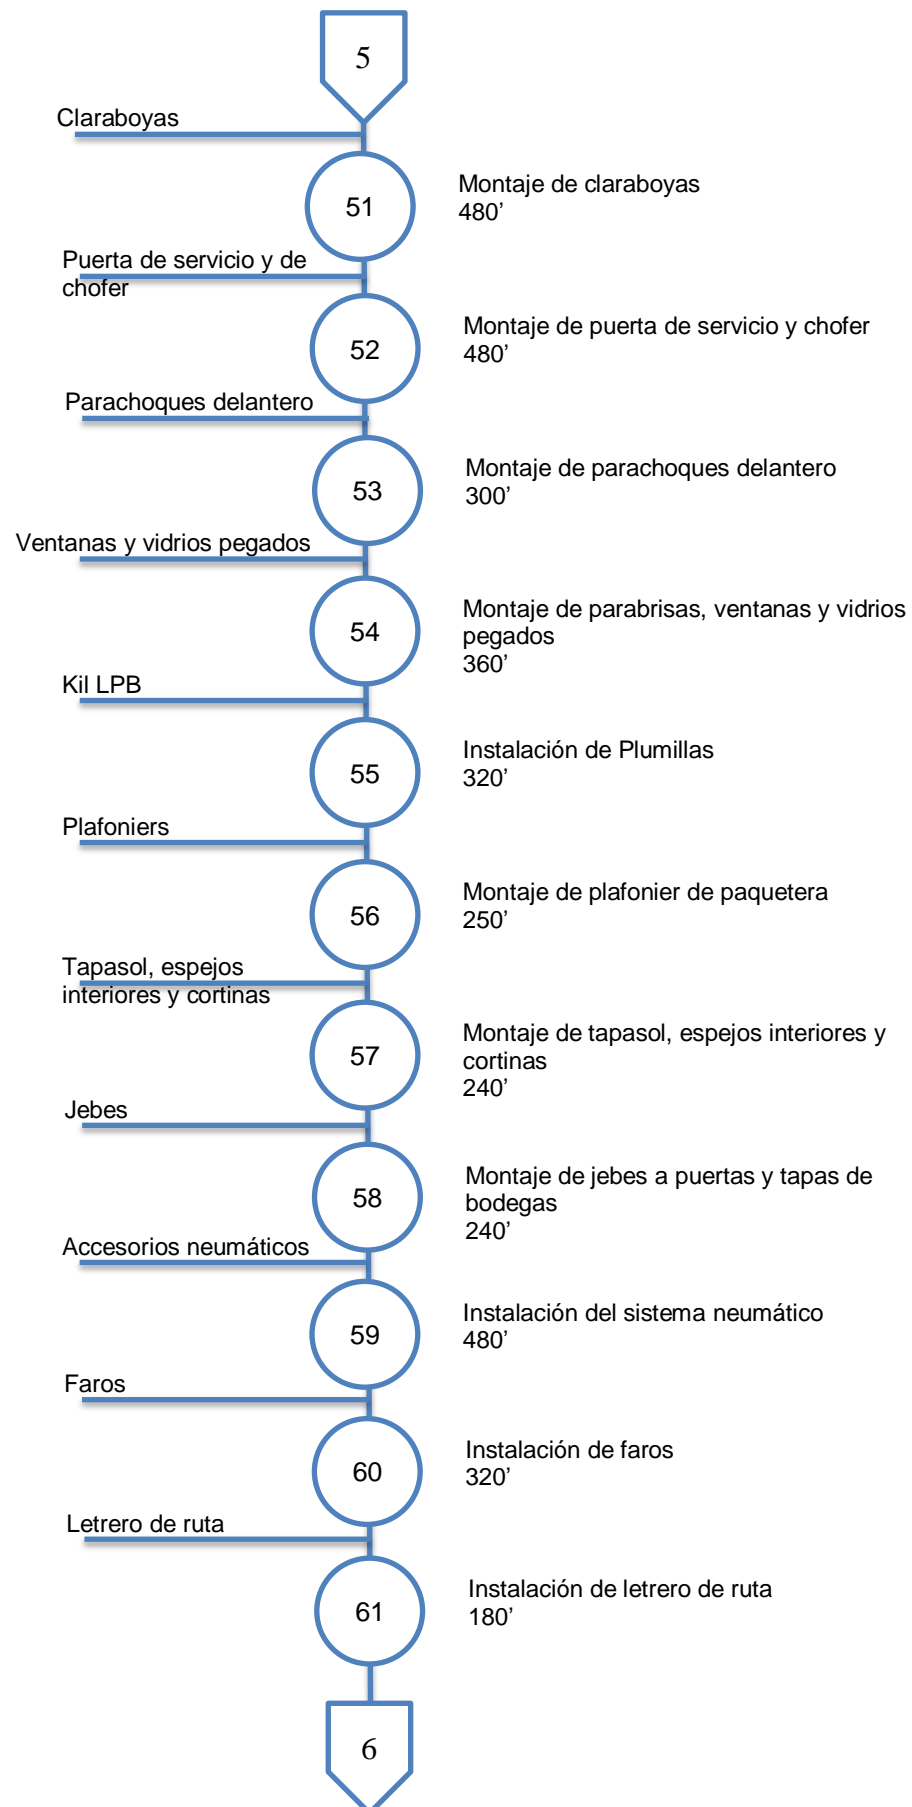 5
Claraboyas
51
Montaje de claraboyas
480’
Puerta de servicio y de
chofer
52
Montaje de puerta de servicio y chofer
480’
Parachoques delantero
53
Montaje de parachoques delantero
300’
Ventanas y vidrios pegados
54
Montaje de parabrisas, ventanas y vidrios
pegados
360’
Kil LPB
55
Instalación de Plumillas
320’
Plafoniers
56
Montaje de plafonier de paquetera
250’
Tapasol, espejos
interiores y cortinas
57
Montaje de tapasol, espejos interiores y
cortinas
240’
Jebes
58
Montaje de jebes a puertas y tapas de
bodegas
240’
Accesorios neumáticos
59
Instalación del sistema neumático
480’
Faros
60
Instalación de faros
320’
Letrero de ruta
61
Instalación de letrero de ruta
180’
6